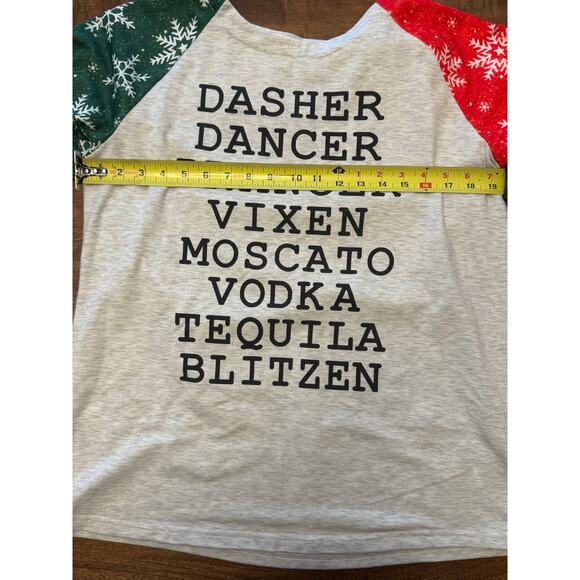 DASHER
DANCER
2 3 4 5 6 7 8 9 10 11 12 13 14 15 16 17 18 19
VIXEN
MOSCATO
VODKA
TEQUILA
BLITZEN